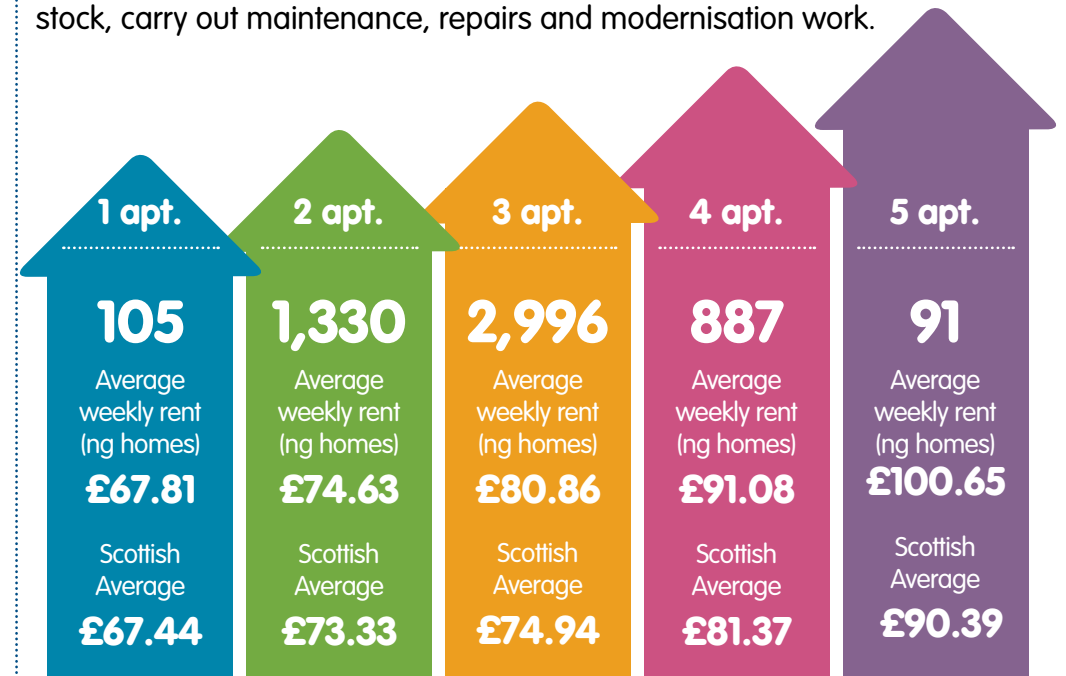 stock, carry out maintenance, repairs and modernisation work.
1 apt.
105
Average
weekly rent
(ng homes)
£67.81
Scottish
Average
£67.44
2 apt.
1,330
Average
weekly rent
(ng homes)
£74.63
Scottish
Average
£73.33
3 apt.
2,996
Average
weekly rent
(ng homes)
£80.86
Scottish
Average
£74.94
4 apt.
887
Average
weekly rent
(ng homes)
£91.08
Scottish
Average
£81.37
5 apt.
91
Average
weekly rent
(ng homes)
£100.65
Scottish
Average
£90.39